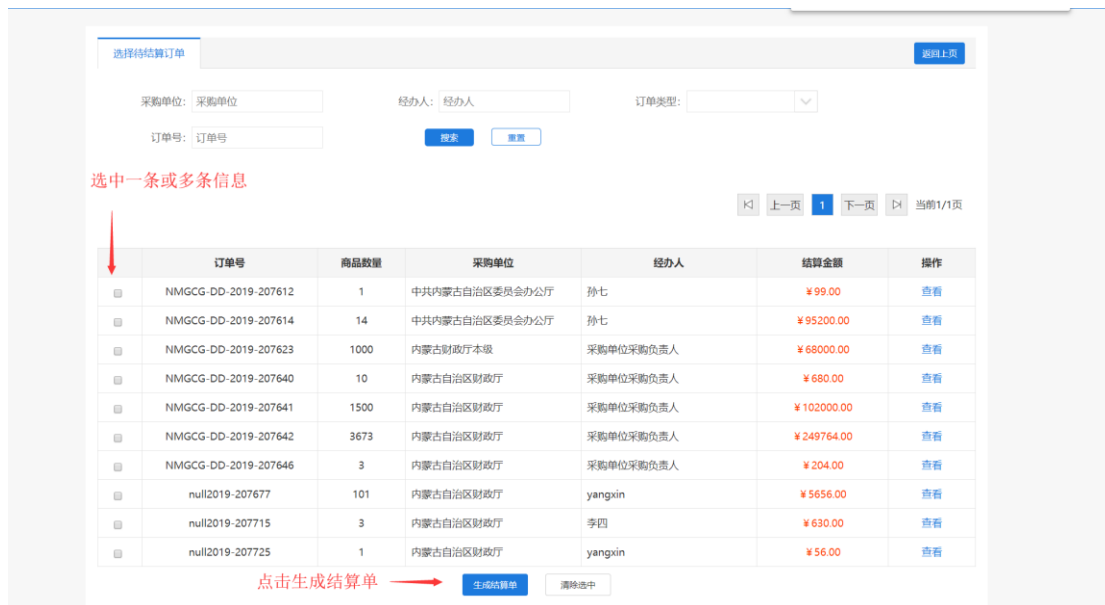 选择待结算订单 返回上页
采购单位: 采购单位 经办人: 经办人 订单类型:
订单号: 订单号 搜索 重置
选中一条或多条信息
上一页 1 下一页 当前1/1页
订单号 商品数量 采购单位 经办人 结算金额 操作
NMGCG-DD-2019-207612 1 中共内蒙古自治区委员会办公厅 孙七 ¥99.00 查看
NMGCG-DD-2019-207614 14 中共内蒙古自治区委员会办公厅 孙七 ¥95200.00 查看
NMGCG-DD-2019-207623 1000 内蒙古财政厅本级 采购单位采购负责人 ¥68000.00 查看
NMGCG-DD-2019-207640 10 内蒙古自治区财政厅 采购单位采购负责人 ¥680.00 查看
NMGCG-DD-2019-207641 1500 内蒙古自治区财政厅 采购单位采购负责人 ¥102000.00 查看
NMGCG-DD-2019-207642 3673 内蒙古自治区财政厅 采购单位采购负责人 ¥249764.00 查看
NMGCG-DD-2019-207646 3 内蒙古自治区财政厅 采购单位采购负责人 ¥204.00 查看
null2019-207677 101 内蒙古自治区财政厅 yangxin ¥5656.00 查看
null2019-207715 3 内蒙古自治区财政厅 李四 ¥630.00 查看
null2019-207725 1 内蒙古自治区财政厅 yangxin ¥56.00 查看
点击生成结算单 生成结算单 清除选中